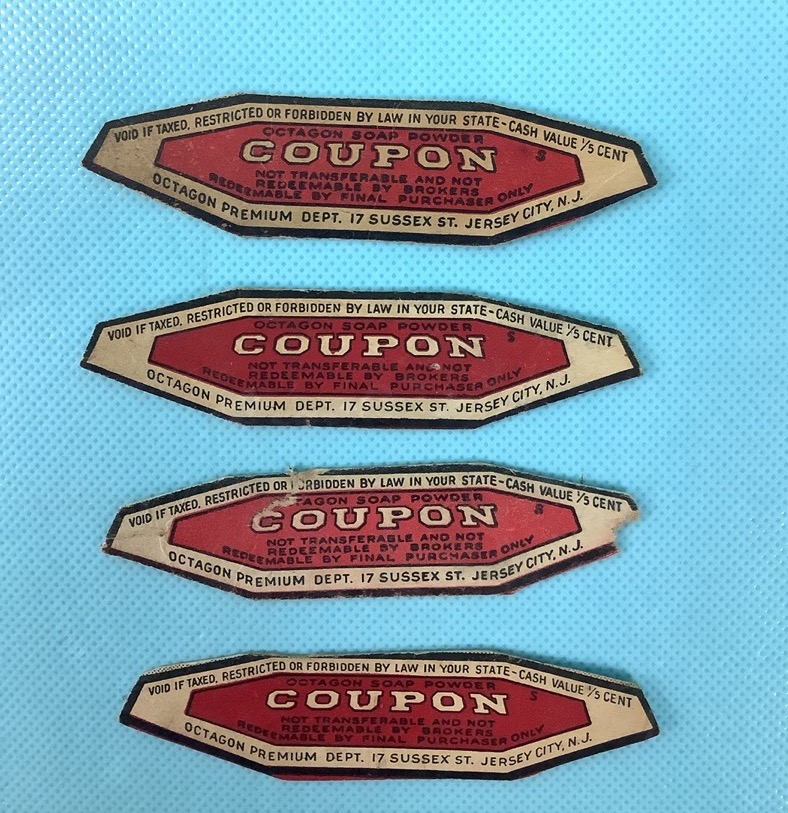 VOID IF TAXED, RESTRICTED OR FORBIDDEN BY LAW IN YOUR STATE - CASH VALUE 1/5 CENT
OCTAGON SOAP POWDER
COUPON S
NOT TRANSFERABLE AND NOT
REDEEMABLE BY BROKERS
REDEEMABLE BY FINAL PURCHASER ONLY
OCTAGON PREMIUM DEPT. 17 SUSSEX ST. JERSEY CITY, N.J.
VOID IF TAXED, RESTRICTED OR FORBIDDEN BY LAW IN YOUR STATE - CASH VALUE 1/5 CENT
OCTAGON SOAP POWDER
COUPON S
NOT TRANSFERABLE AND NOT
REDEEMABLE BY BROKERS
REDEEMABLE BY FINAL PURCHASER ONLY
OCTAGON PREMIUM DEPT. 17 SUSSEX ST. JERSEY CITY, N.J.
VOID IF TAXED, RESTRICTED OR ORBIDDEN BY LAW IN YOUR STATE - CASH VALUE 1/5 CENT
TAGON SOAP POWDER
COUPON S
NOT TRANSFERABLE AND NOT
REDEEMABLE BY BROKERS
REDEEMABLE BY FINAL PURCHASER ONLY
OCTAGON PREMIUM DEPT. 17 SUSSEX ST. JERSEY CITY, N.J.
VOID IF TAXED, RESTRICTED OR FORBIDDEN BY LAW IN YOUR STATE - CASH VALUE 1/5 CENT
OCTAGON SOAP POWDER
COUPON S
NOT TRANSFERABLE AND NOT
REDEEMABLE BY BROKERS
REDEEMABLE BY FINAL PURCHASER ONLY
OCTAGON PREMIUM DEPT. 17 SUSSEX ST. JERSEY CITY, N.J.